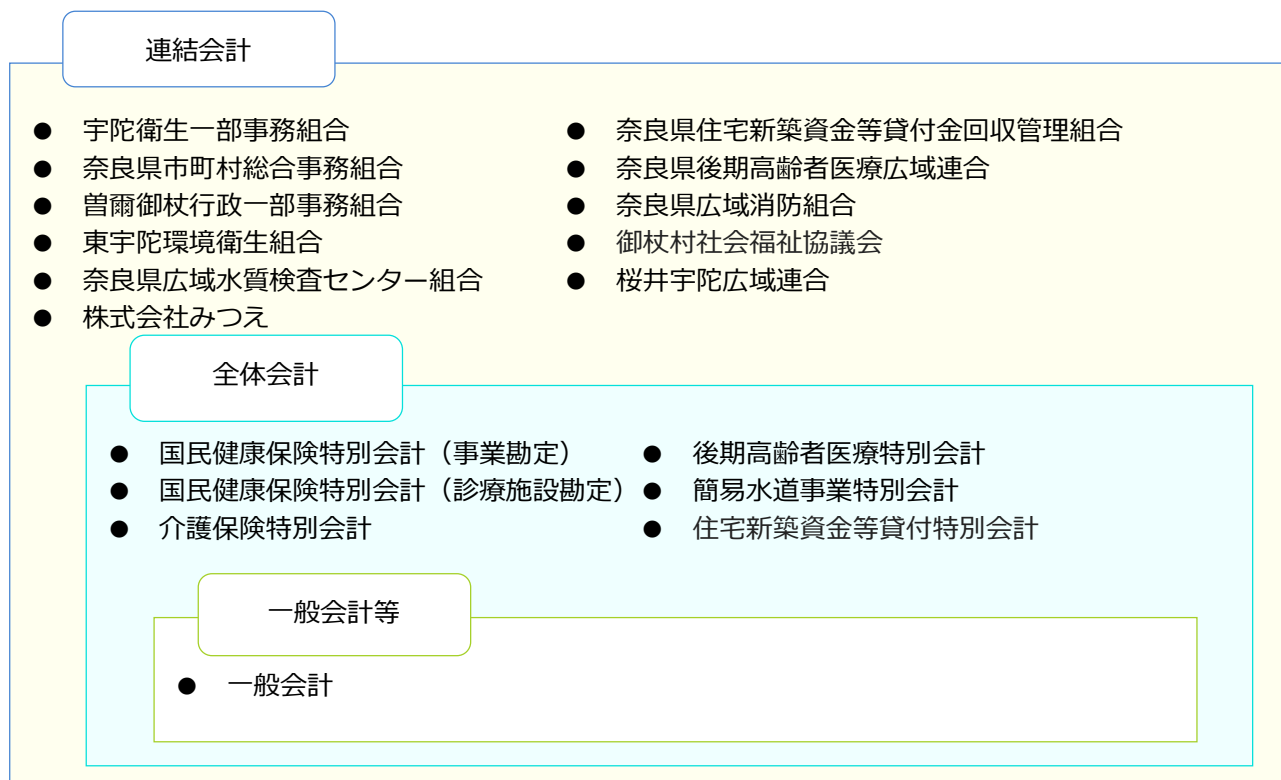 連結会計
● 宇陀衛生一部事務組合
● 奈良県市町村総合事務組合
● 曽爾御杖行政一部事務組合
● 東宇陀環境衛生組合
● 奈良県広域水質検査センター組合
● 株式会社みつえ
● 奈良県住宅新築資金等貸付金回収管理組合
● 奈良県後期高齢者医療広域連合
● 奈良県広域消防組合
● 御杖村社会福祉協議会
● 桜井宇陀広域連合
全体会計
● 国民健康保険特別会計（事業勘定）
● 国民健康保険特別会計（診療施設勘定）
● 介護保険特別会計
● 後期高齢者医療特別会計
● 簡易水道事業特別会計
● 住宅新築資金等貸付特別会計
一般会計等
● 一般会計